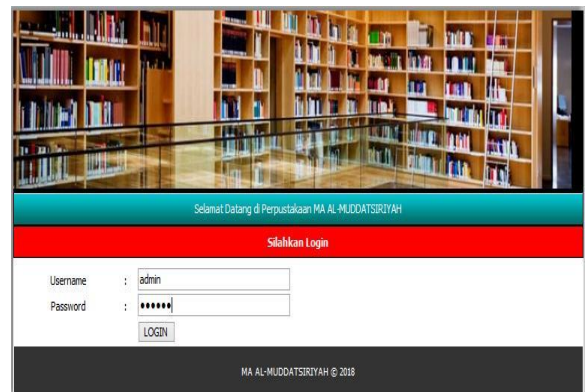 Selamat Datang di Perpustakaan MA AL-MUDDATSIRIYAH
Silahkan Login
Username : admin
Password : ••••••
LOGIN
MA AL-MUDDATSIRIYAH © 2018